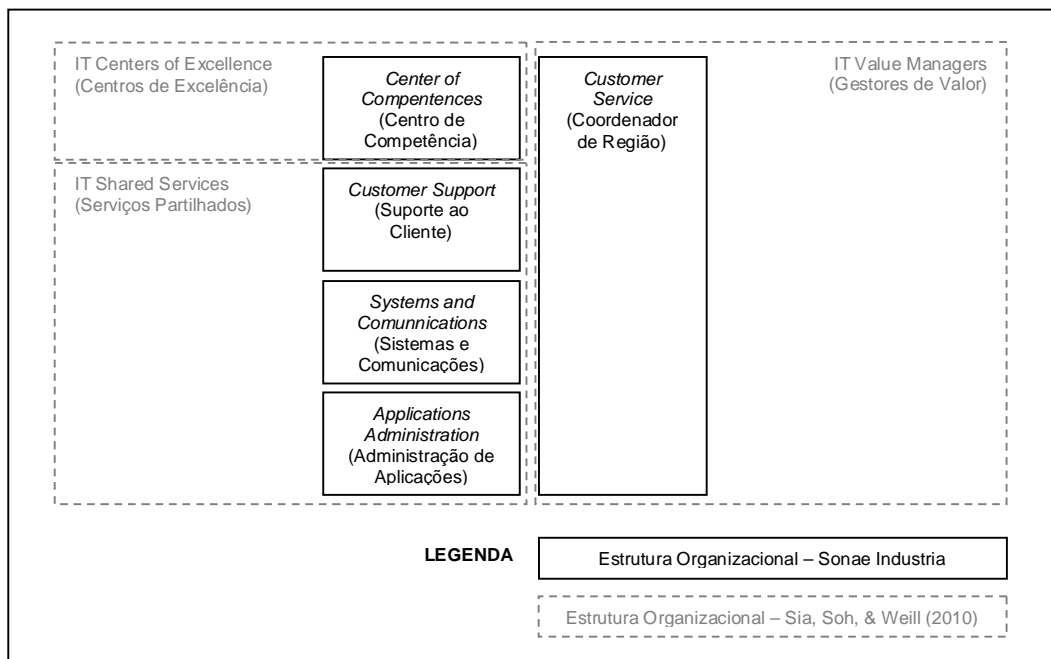 IT Centers of Excellence
(Centros de Excelência)
Center of
Compentences
(Centro de
Competência)
Customer
Service
(Coordenador
de Região)
IT Value Managers
(Gestores de Valor)
IT Shared Services
(Serviços Partilhados)
Customer Support
(Suporte ao
Cliente)
Systems and
Comunnications
(Sistemas e
Comunicações)
Applications
Administration
(Administração de
Aplicações)
LEGENDA
Estrutura Organizacional – Sonae Industria
Estrutura Organizacional – Sia, Soh, & Weill (2010)